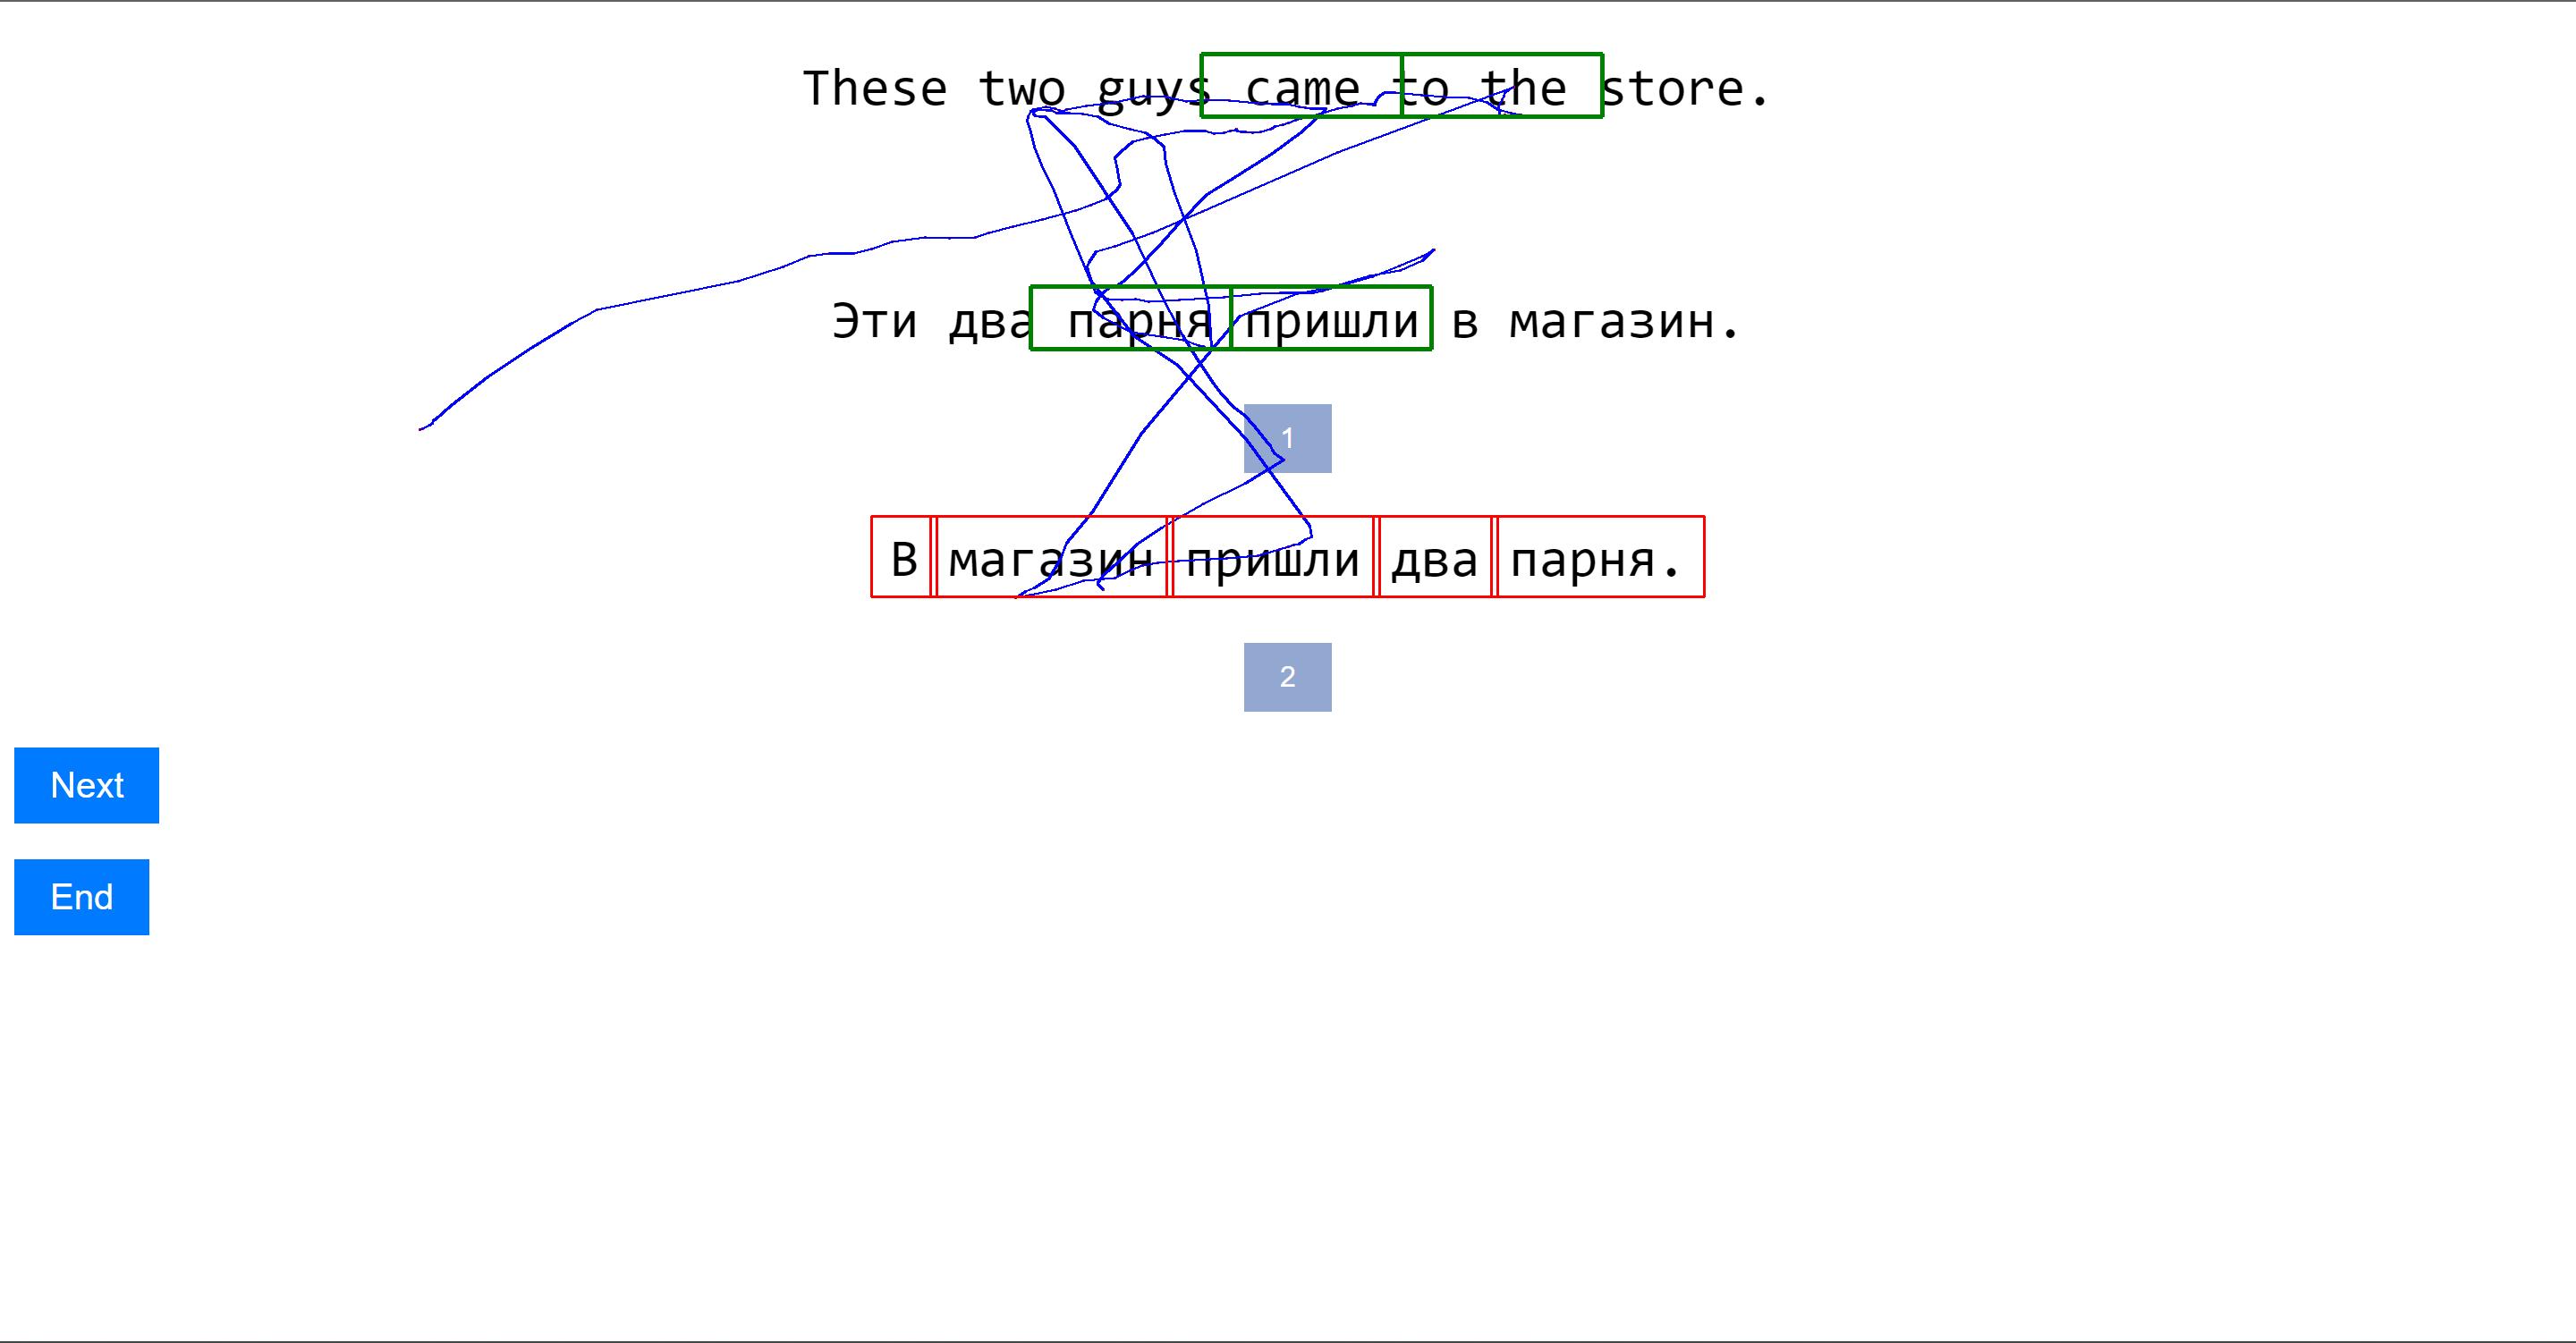 These two guys came to the store.
Эти два парня пришли в магазин.
1
В магазин пришли два парня.
2
Next
End